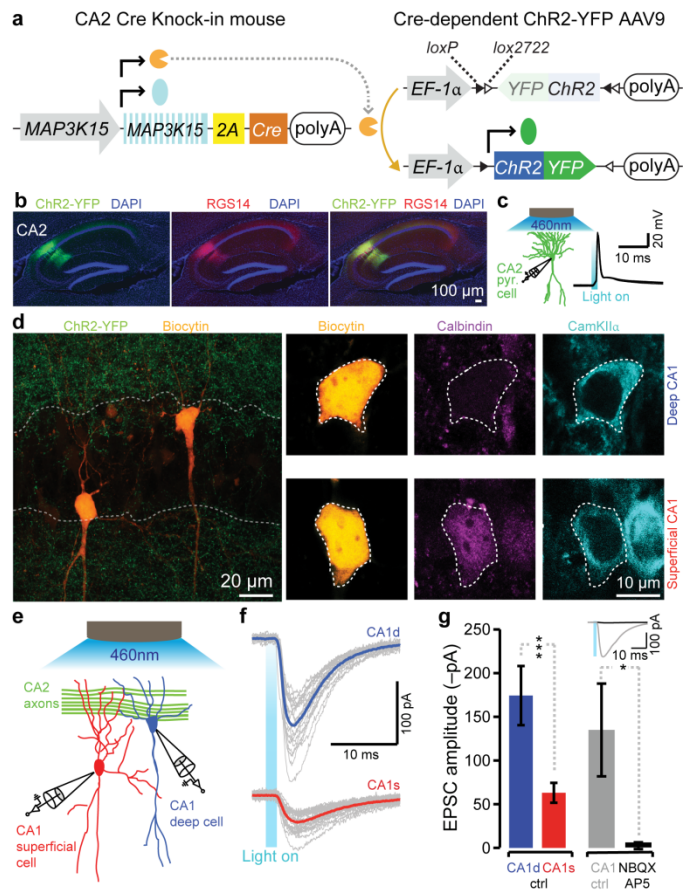 a
CA2 Cre Knock-in mouse
Cre-dependent ChR2-YFP AAV9
loxP
lox2722
EF-1α
YFP ChR2
polyA
MAP3K15
MAP3K15
2A
Cre
polyA
EF-1α
ChR2
YFP
polyA
b
ChR2-YFP DAPI
RGS14 DAPI
ChR2-YFP RGS14 DAPI
CA2
100 µm
c
460nm
20 mV
10 ms
CA2
pyr.
cell
Light on
d
ChR2-YFP
Biocytin
Biocytin
Calbindin
CamKIIα
Deep CA1
Superficial CA1
20 µm
10 µm
e
460nm
CA2
axons
CA1
superficial
cell
CA1
deep cell
f
CA1d
100 pA
10 ms
CA1s
Light on
g
EPSC amplitude (–pA)
250
200
150
100
50
0
***
*
10 ms
100 pA
CA1d CA1s
ctrl
CA1
ctrl
NBQX
AP5